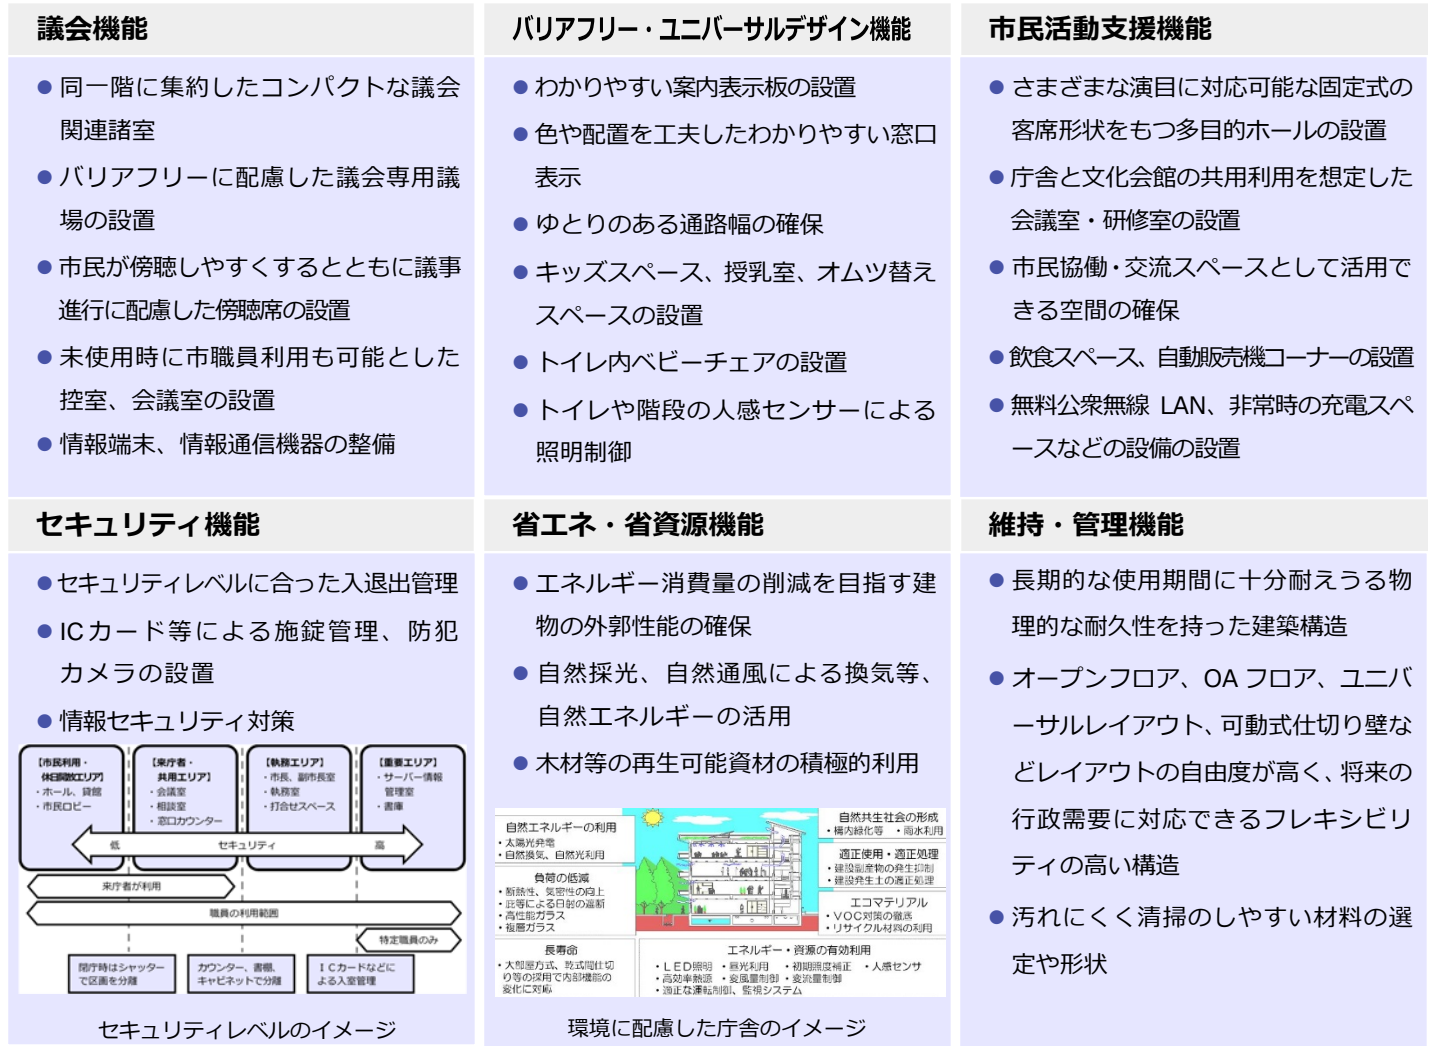 議会機能
● 同一階に集約したコンパクトな議会
関連諸室
● バリアフリーに配慮した議会専用議
場の設置
● 市民が傍聴しやすくするとともに議事
進行に配慮した傍聴席の設置
● 未使用時に市職員利用も可能とした
控室、会議室の設置
● 情報端末、情報通信機器の整備
バリアフリー・ユニバーサルデザイン機能
● わかりやすい案内表示板の設置
● 色や配置を工夫したわかりやすい窓口
表示
● ゆとりのある通路幅の確保
● キッズスペース、授乳室、オムツ替え
スペースの設置
● トイレ内ベビーチェアの設置
● トイレや階段の人感センサーによる
照明制御
市民活動支援機能
● さまざまな演目に対応可能な固定式の
客席形状をもつ多目的ホールの設置
● 庁舎と文化会館の共用利用を想定した
会議室・研修室の設置
● 市民協働・交流スペースとして活用で
きる空間の確保
● 飲食スペース、自動販売機コーナーの設置
● 無料公衆無線 LAN、非常時の充電スペ
ースなどの設備の設置
セキュリティ機能
● セキュリティレベルに合った入退出管理
● IC カード等による施錠管理、防犯
カメラの設置
● 情報セキュリティ対策
【市民利用・
休日開放エリア】
・ホール、貸館
・市民ロビー
【来庁者・
共用エリア】
・会議室
・相談室
・窓口カウンター
【執務エリア】
・市長、副市長室
・執務室
・打合せスペース
【重要エリア】
・サーバー情報
管理室
・書庫
低 セキュリティ 高
来庁者が利用
職員の利用範囲
特定職員のみ
閉庁時はシャッター
で区画を分離
カウンター、書棚、
キャビネットで分離
ＩＣカードなどに
よる入室管理
セキュリティレベルのイメージ
省エネ・省資源機能
● エネルギー消費量の削減を目指す建
物の外郭性能の確保
● 自然採光、自然通風による換気等、
自然エネルギーの活用
● 木材等の再生可能資材の積極的利用
自然エネルギーの利用
・太陽光発電
・自然換気、自然光利用
負荷の低減
・断熱性、気密性の向上
・庇等による日射の遮断
・高性能ガラス
・複層ガラス
長寿命
・大部屋方式、乾式間仕切
り等の採用で内部機能の
変化に対応
自然共生社会の形成
・構内緑化等 ・雨水利用
適正使用・適正処理
・建設副産物の発生抑制
・建設発生土の適正処理
エコマテリアル
・ＶＯＣ対策の徹底
・リサイクル材料の利用
エネルギー・資源の有効利用
・ＬＥＤ照明 ・昼光利用 ・初期照度補正 ・人感センサ
・高効率熱源 ・変風量制御 ・変流量制御
・適正な運転制御、監視システム
環境に配慮した庁舎のイメージ
維持・管理機能
● 長期的な使用期間に十分耐えうる物
理的な耐久性を持った建築構造
● オープンフロア、OA フロア、ユニバ
ーサルレイアウト、可動式仕切り壁な
どレイアウトの自由度が高く、将来の
行政需要に対応できるフレキシビリ
ティの高い構造
● 汚れにくく清掃のしやすい材料の選
定や形状